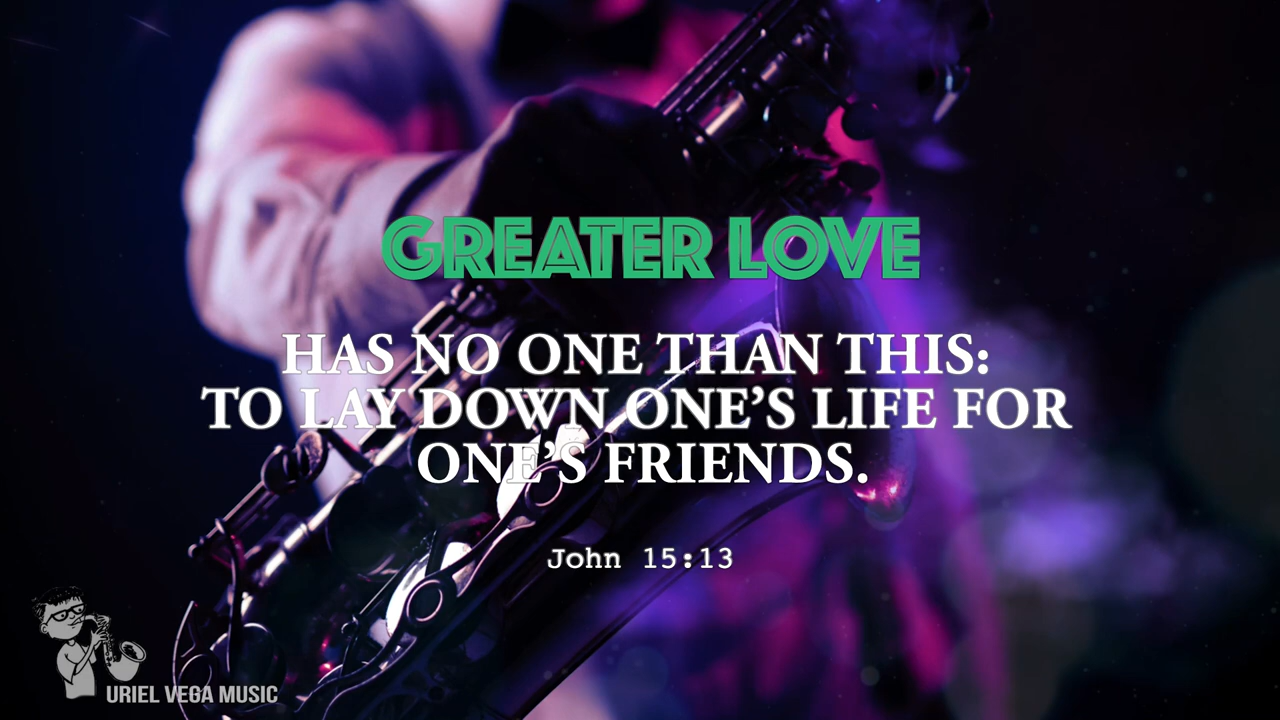 GREATER LOVE
HAS NO ONE THAN THIS:
TO LAY DOWN ONE’S LIFE FOR
ONE’S FRIENDS.
John 15:13
URIEL VEGA MUSIC